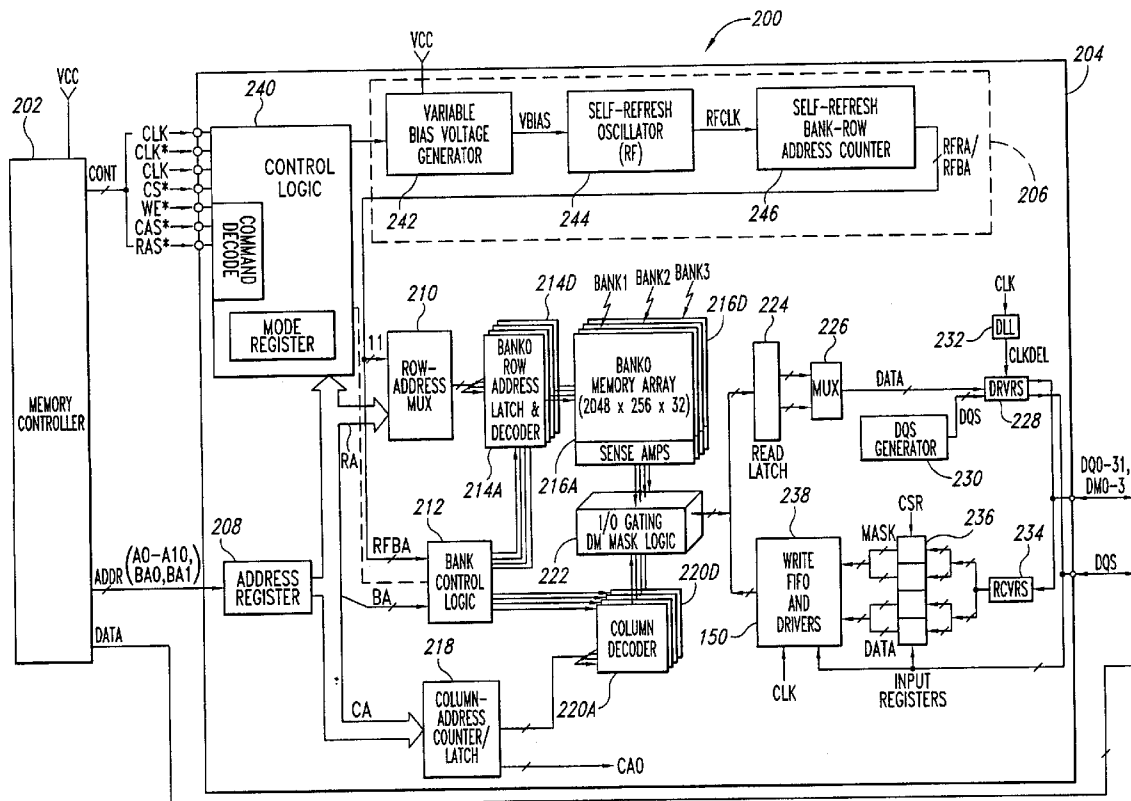 200
VCC
204
202
VCC
240
CLK
CLK*
CLK
CS*
WE*
CAS*
RAS*
CONT
CONTROL LOGIC
COMMAND DECODE
MODE REGISTER
VARIABLE BIAS VOLTAGE GENERATOR
242
VBIAS
SELF-REFRESH OSCILLATOR (RF)
244
RFCLK
SELF-REFRESH BANK-ROW ADDRESS COUNTER
246
RFRA/
RFBA
206
MEMORY CONTROLLER
210
11
ROW-ADDRESS MUX
RA
214D
BANK0 ROW ADDRESS LATCH & DECODER
214A
BANK1
BANK2
BANK3
216D
BANK0 MEMORY ARRAY (2048 x 256 x 32)
SENSE AMPS
216A
224
READ LATCH
226
MUX
DATA
CLK
232
DLL
CLKDEL
DRVRS
228
DQS
DQS GENERATOR
230
DQ0-31,
DM0-3
212
RFBA
BANK CONTROL LOGIC
BA
I/O GATING DM MASK LOGIC
222
220D
COLUMN DECODER
220A
238
WRITE FIFO AND DRIVERS
150
CLK
MASK
CSR
236
DATA
INPUT REGISTERS
234
RCVRS
DQS
208
ADDR
(A0-A10,
BA0,BA1)
ADDRESS REGISTER
DATA
218
CA
COLUMN-ADDRESS COUNTER/LATCH
CA0